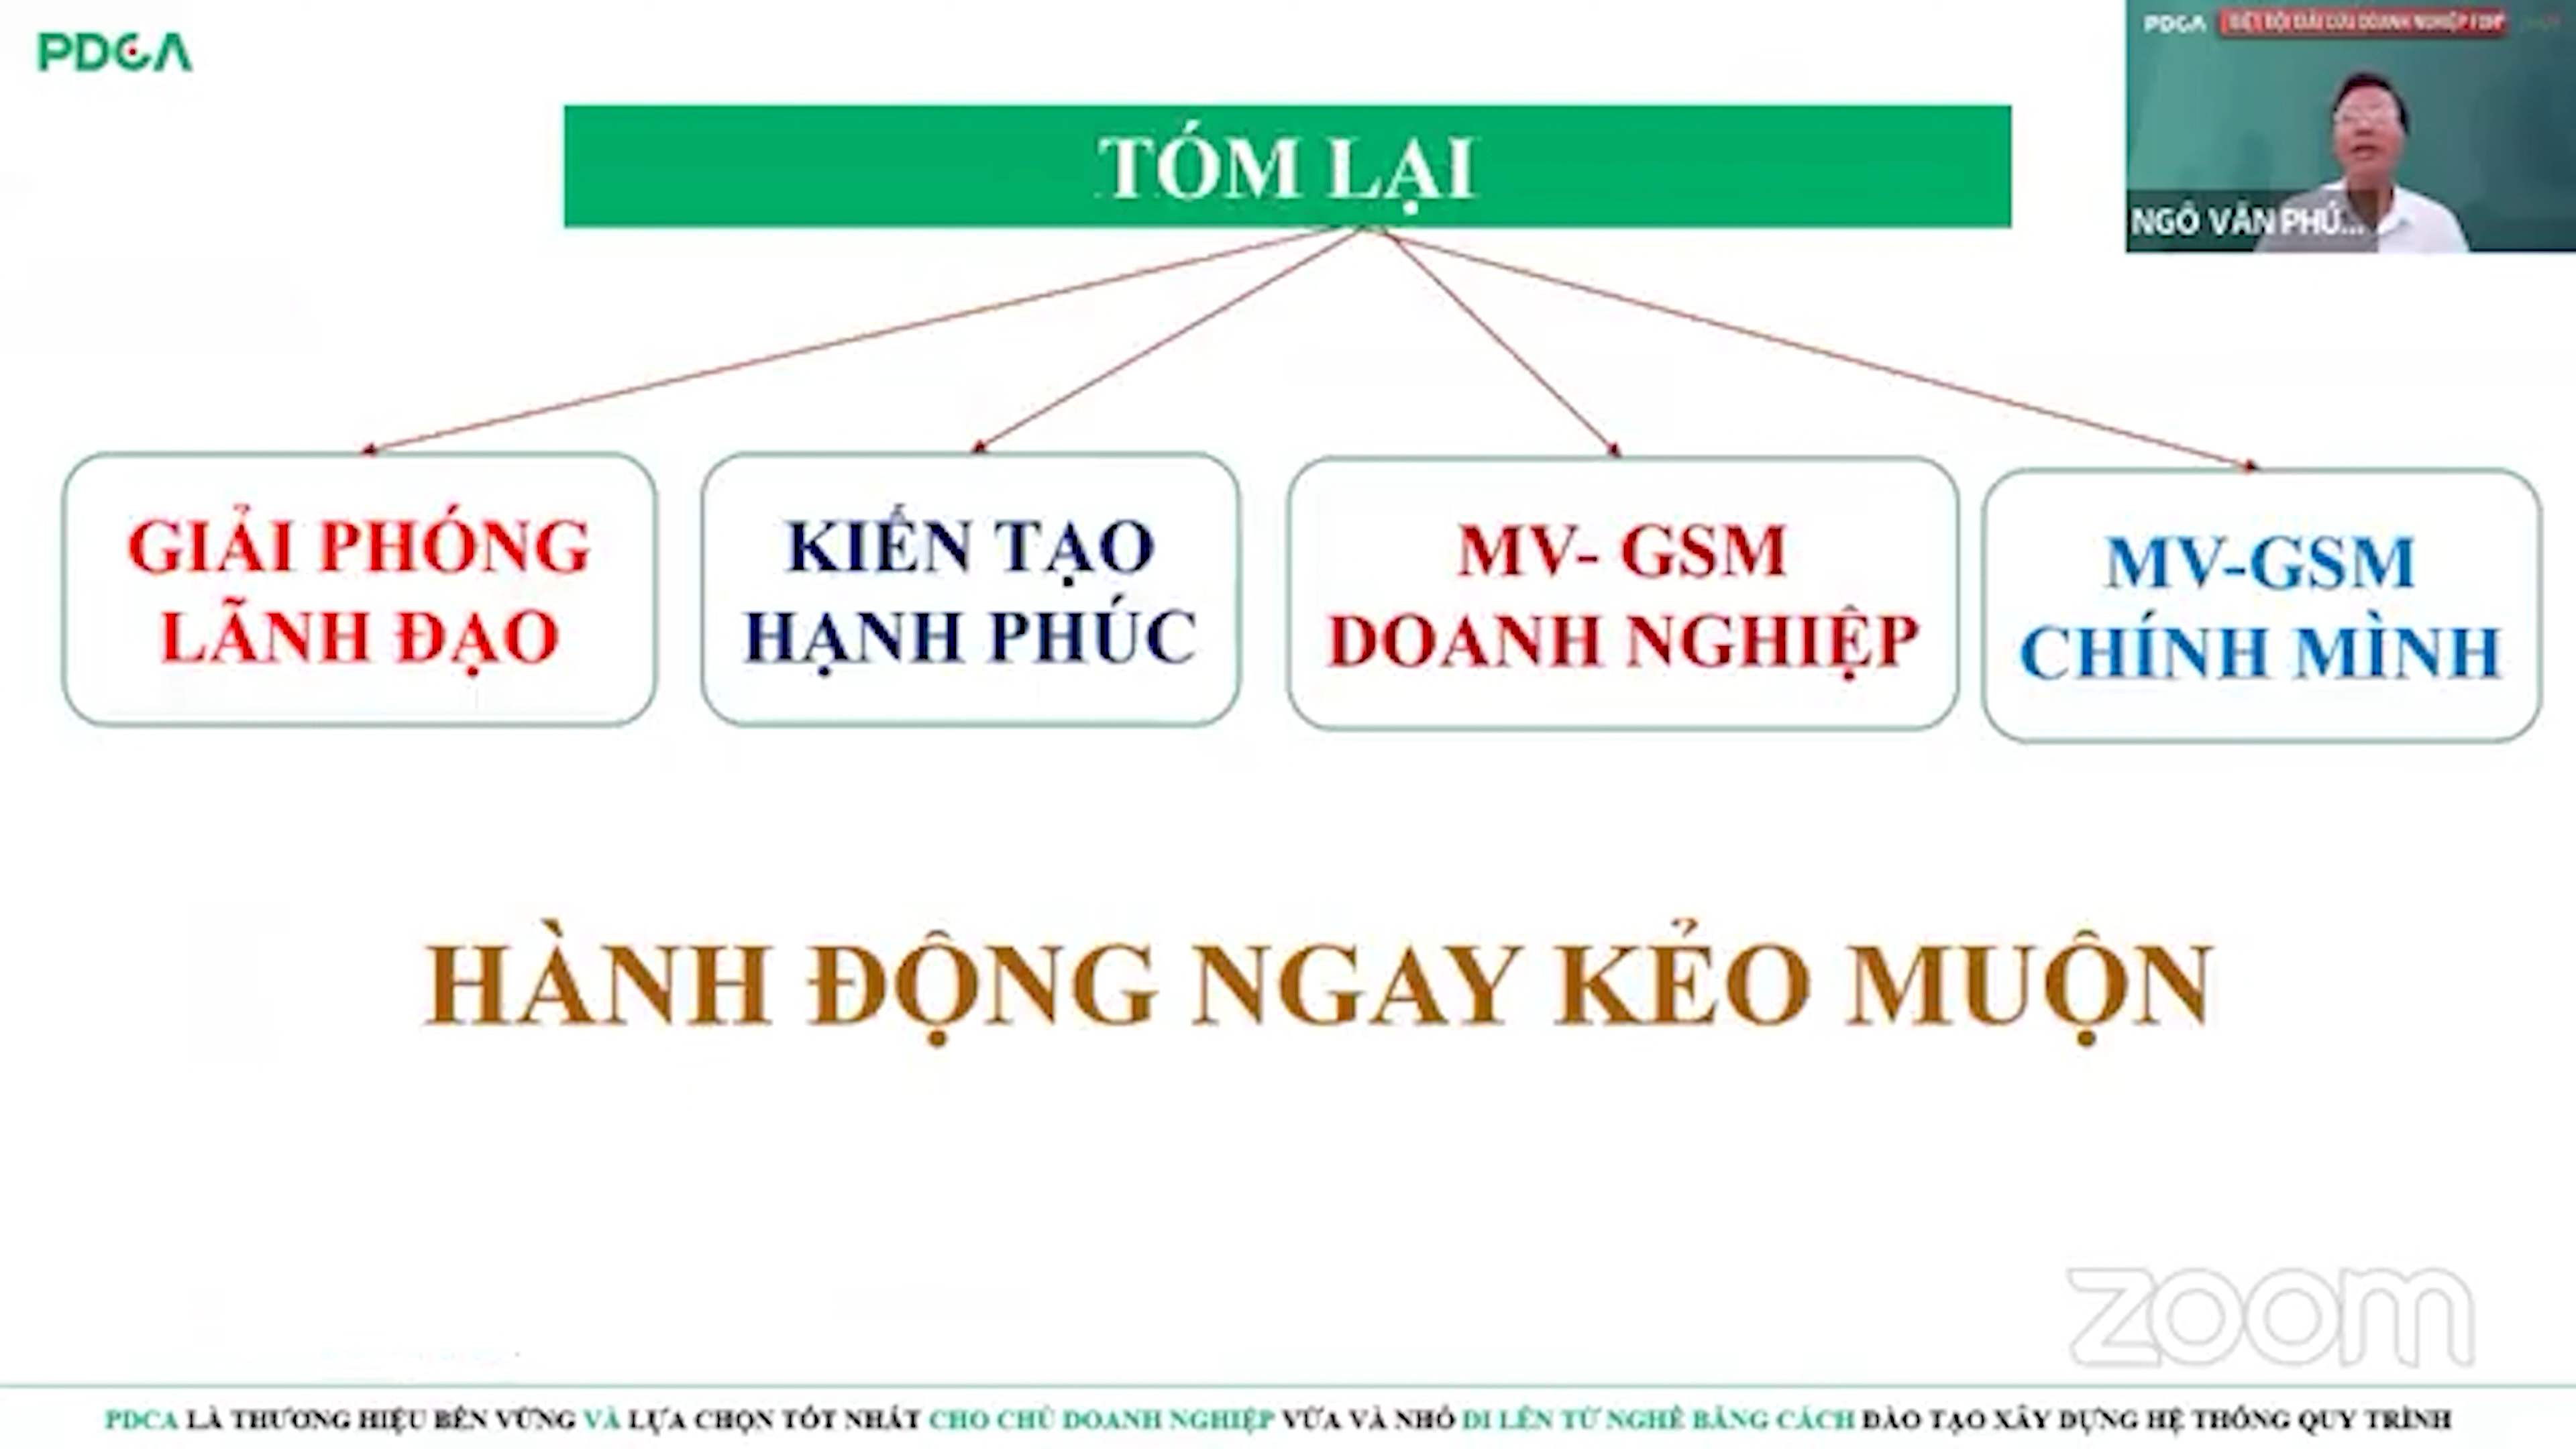 PDCA
PDCA
TÓM LẠI
NGÔ VĂN PHÚ...
GIẢI PHÓNG
LÃNH ĐẠO
KIẾN TẠO
HẠNH PHÚC
MV- GSM
DOANH NGHIỆP
MV-GSM
CHÍNH MÌNH
HÀNH ĐỘNG NGAY KẺO MUỘN
zoom
PDCA LÀ THƯƠNG HIỆU BỀN VỮNG VÀ LỰA CHỌN TỐT NHẤT CHO CHỦ DOANH NGHIỆP VỪA VÀ NHỎ ĐI LÊN TỪ NGHỀ BẰNG CÁCH ĐÀO TẠO XÂY DỰNG HỆ THỐNG QUY TRÌNH